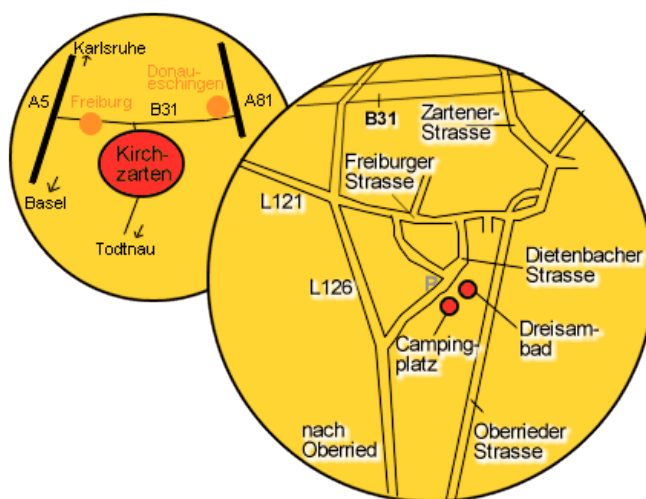 Karlsruhe
Donau-
eschingen
A5
Freiburg
B31
A81
Kirch-
zarten
Basel
Todtnau
B31
Zartener-
Strasse
Freiburger
Strasse
L121
Dietenbacher
Strasse
L126
P
Dreisam-
bad
Camping-
platz
nach
Oberried
Oberrieder
Strasse